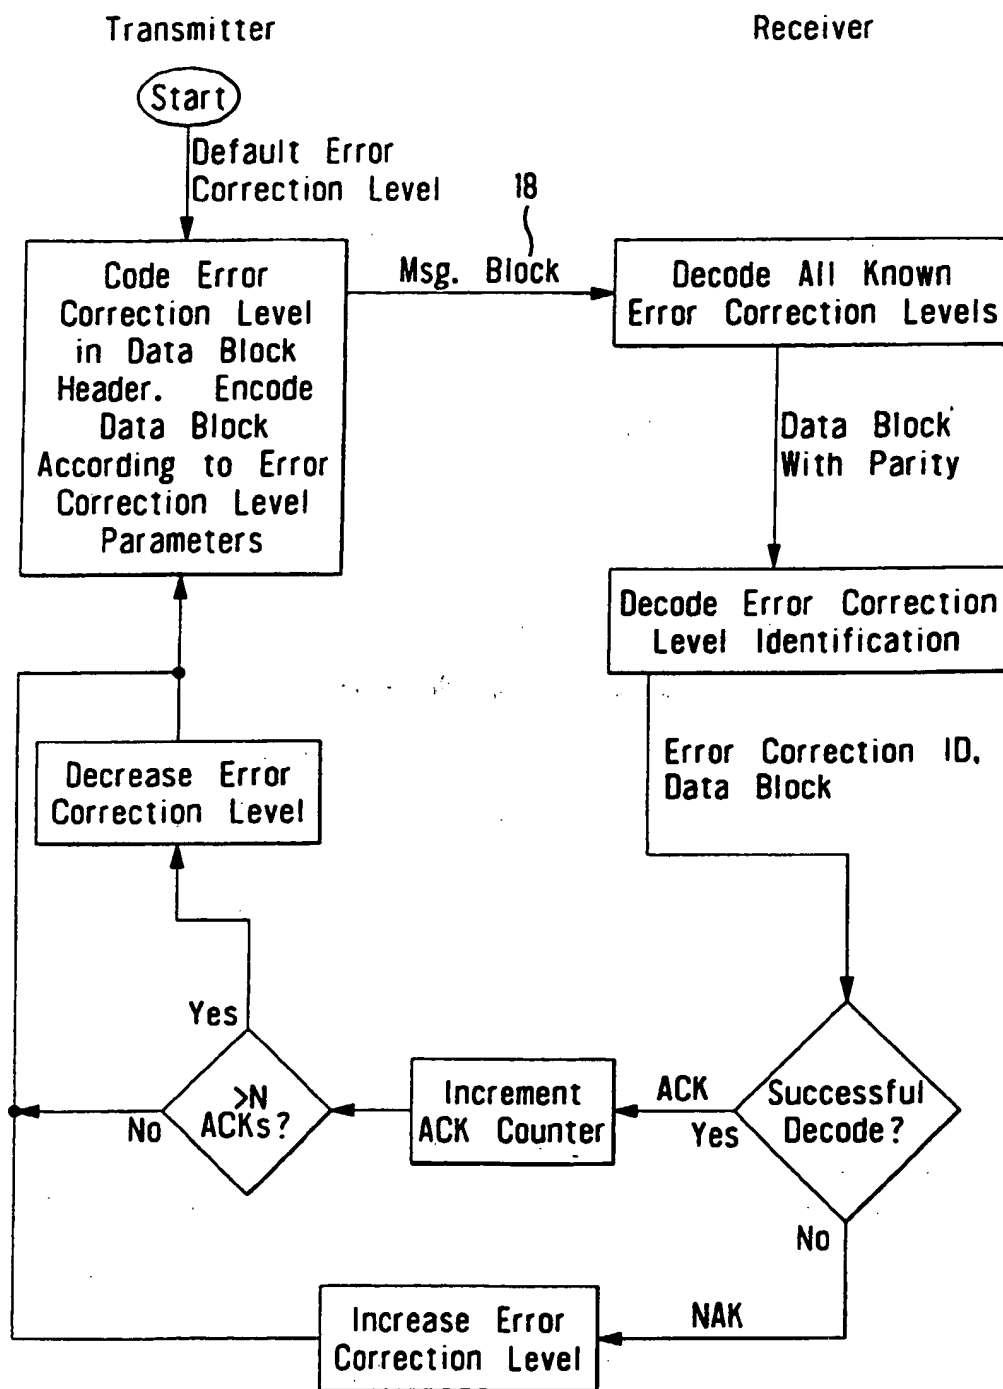 Transmitter
Receiver
Start
Default Error
Correction Level
18
Code Error
Correction Level
in Data Block
Header. Encode
Data Block
According to Error
Correction Level
Parameters
Msg. Block
Decode All Known
Error Correction Levels
Data Block
With Parity
Decode Error Correction
Level Identification
Error Correction ID,
Data Block
Decrease Error
Correction Level
Yes
>N
ACKs?
No
Increment
ACK Counter
ACK
Yes
Successful
Decode?
No
NAK
Increase Error
Correction Level